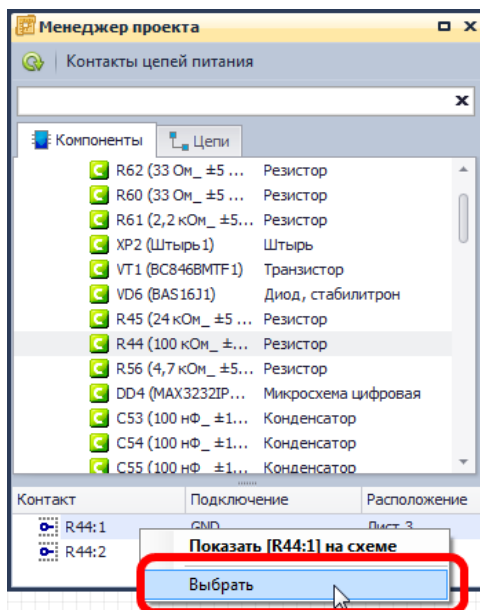 Менеджер проекта
Контакты цепей питания
Компоненты Цепи
R62 (33 Ом_ ±5 ... Резистор
R60 (33 Ом_ ±5 ... Резистор
R61 (2,2 кОм_ ±5... Резистор
XP2 (Штырь1) Штырь
VT1 (BC846BMTF1) Транзистор
VD6 (BAS16J1) Диод, стабилитрон
R45 (24 кОм_ ±5 ... Резистор
R44 (100 кОм_ ±... Резистор
R56 (4,7 кОм_ ±5... Резистор
DD4 (MAX3232IP... Микросхема цифровая
C53 (100 нФ_ ±1... Конденсатор
C54 (100 нФ_ ±1... Конденсатор
C55 (100 нФ_ ±1... Конденсатор
Контакт Подключение Расположение
R44:1 GND Лист 3
R44:2
Показать [R44:1] на схеме
Выбрать